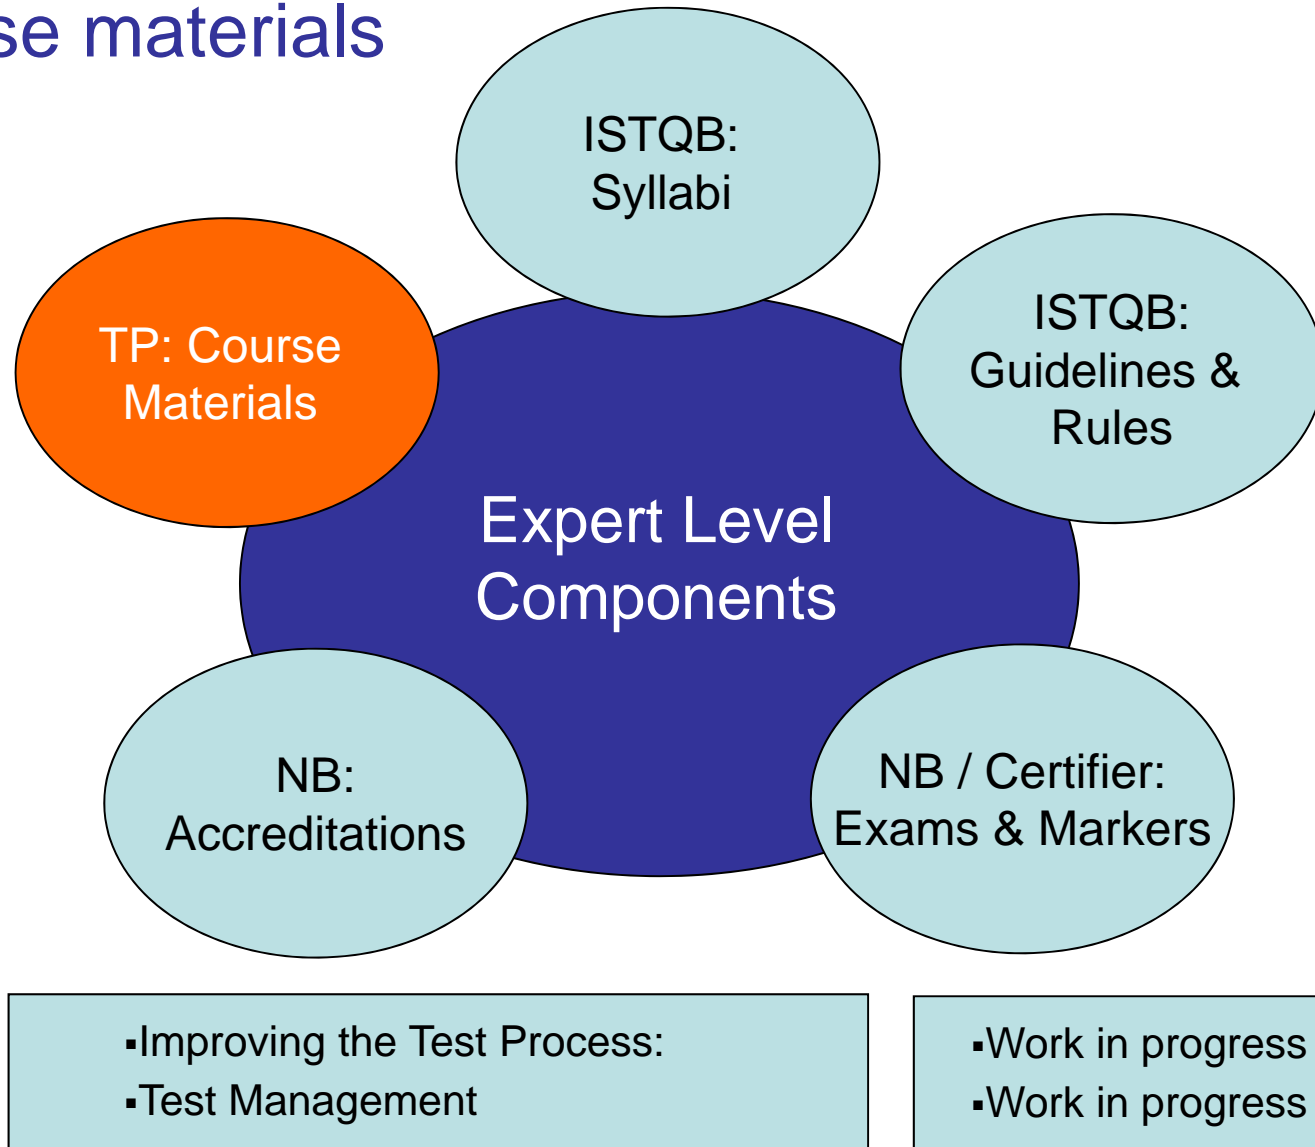 se materials
ISTQB:
Syllabi
TP: Course
Materials
ISTQB:
Guidelines &
Rules
Expert Level
Components
NB:
Accreditations
NB / Certifier:
Exams & Markers
▪Improving the Test Process:
▪Test Management
▪Work in progress
▪Work in progress